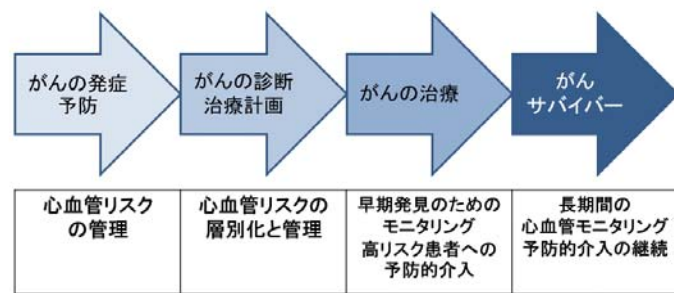 がんの発症
予防
がんの診断
治療計画
がんの治療
がん
サバイバー
心血管リスク
の管理
心血管リスクの
層別化と管理
早期発見のための
モニタリング
高リスク患者への
予防的介入
長期間の
心血管モニタリング
予防的介入の継続